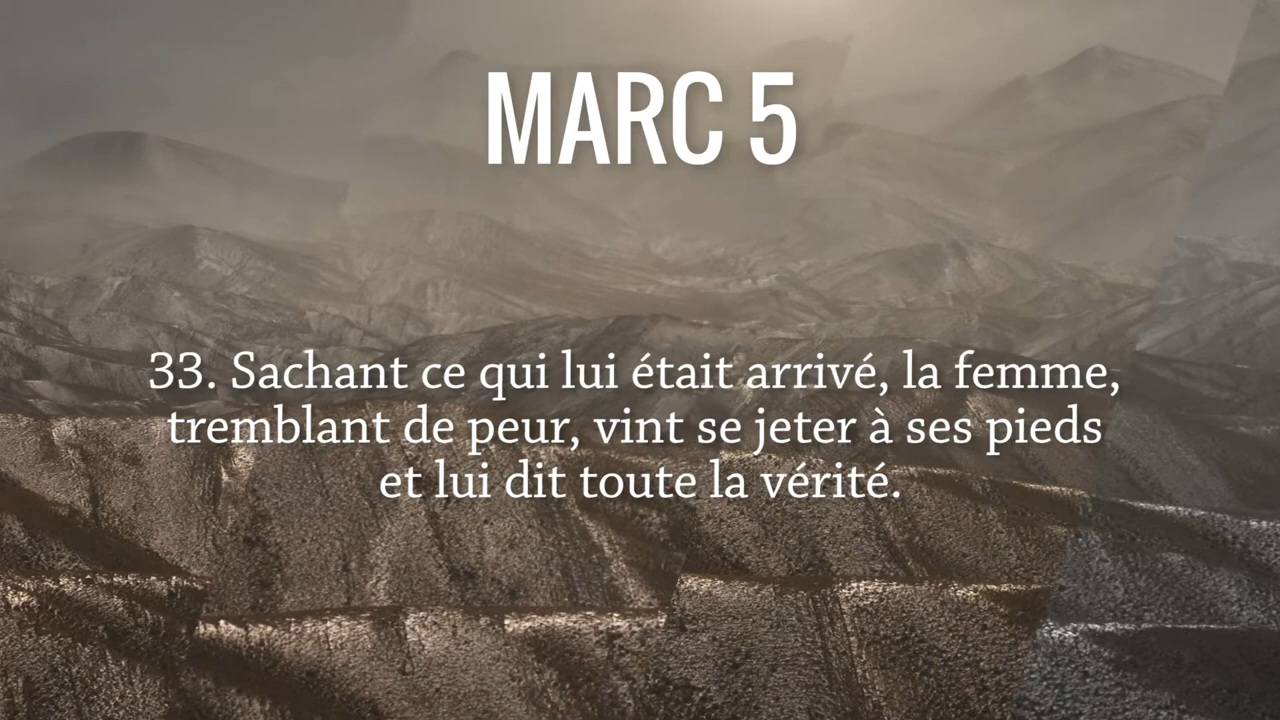 MARC 5
33. Sachant ce qui lui était arrivé, la femme,
tremblant de peur, vint se jeter à ses pieds
et lui dit toute la vérité.